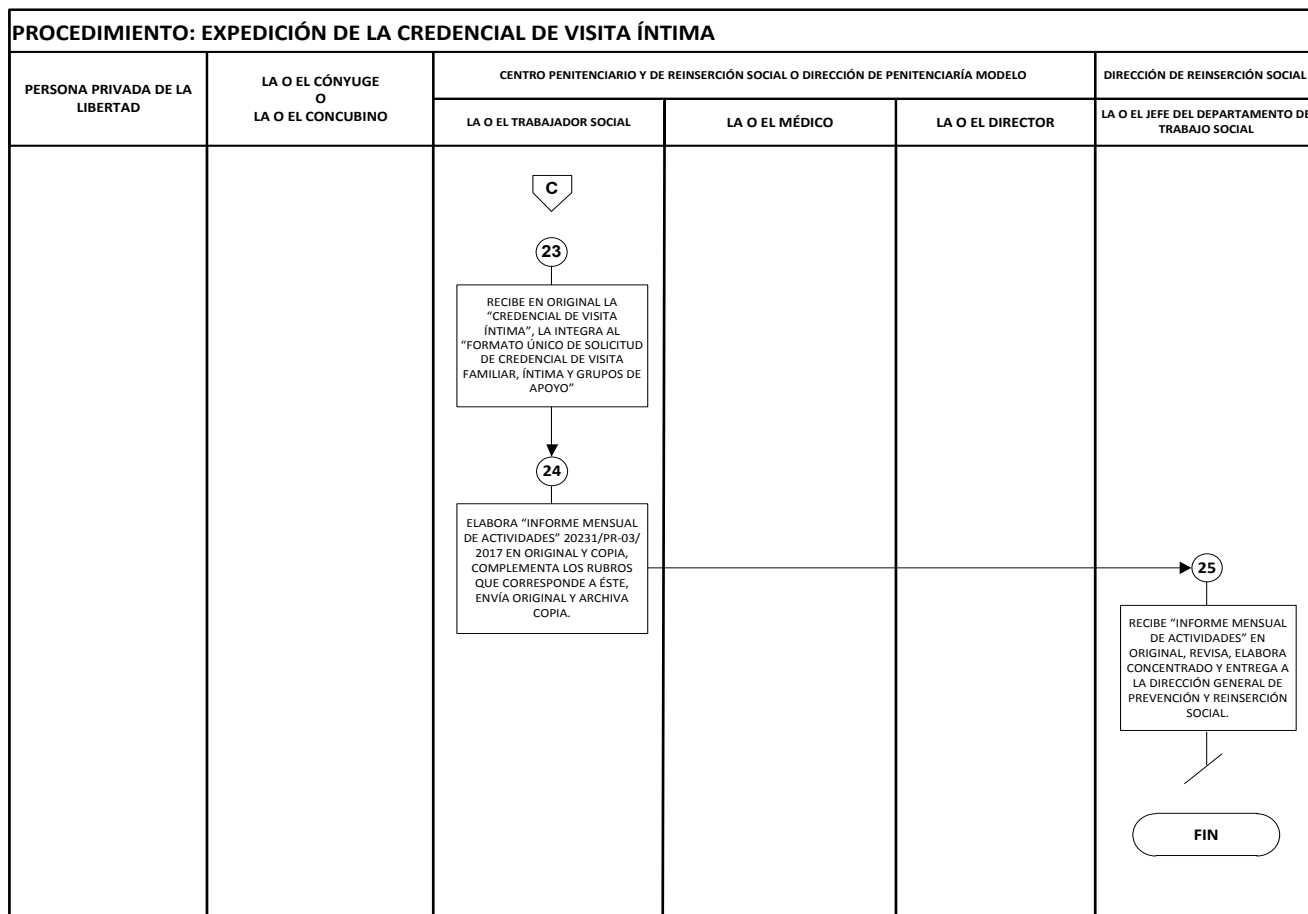 PROCEDIMIENTO: EXPEDICIÓN DE LA CREDENCIAL DE VISITA ÍNTIMA
PERSONA PRIVADA DE LA
LIBERTAD
LA O EL CÓNYUGE
O
LA O EL CONCUBINO
CENTRO PENITENCIARIO Y DE REINSERCIÓN SOCIAL O DIRECCIÓN DE PENITENCIARÍA MODELO
DIRECCIÓN DE REINSERCIÓN SOCIAL
LA O EL TRABAJADOR SOCIAL
LA O EL MÉDICO
LA O EL DIRECTOR
LA O EL JEFE DEL DEPARTAMENTO DE
TRABAJO SOCIAL
C
23
RECIBE EN ORIGINAL LA
“CREDENCIAL DE VISITA
ÍNTIMA”, LA INTEGRA AL
“FORMATO ÚNICO DE SOLICITUD
DE CREDENCIAL DE VISITA
FAMILIAR, ÍNTIMA Y GRUPOS DE
APOYO”
24
ELABORA “INFORME MENSUAL
DE ACTIVIDADES” 20231/PR-03/
2017 EN ORIGINAL Y COPIA,
COMPLEMENTA LOS RUBROS
QUE CORRESPONDE A ÉSTE,
ENVÍA ORIGINAL Y ARCHIVA
COPIA.
25
RECIBE “INFORME MENSUAL
DE ACTIVIDADES” EN
ORIGINAL, REVISA, ELABORA
CONCENTRADO Y ENTREGA A
LA DIRECCIÓN GENERAL DE
PREVENCIÓN Y REINSERCIÓN
SOCIAL.
FIN